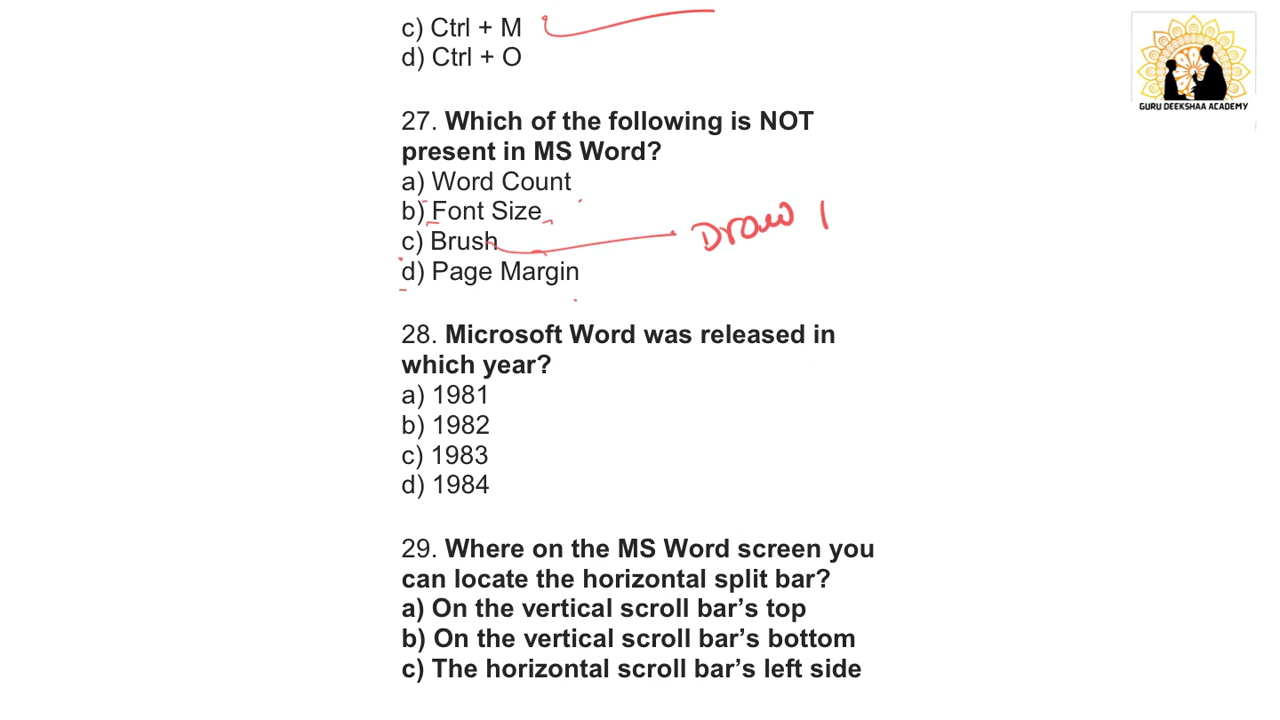 c) Ctrl + M
d) Ctrl + O
GURU DEEKSHAA ACADEMY
27. Which of the following is NOT
present in MS Word?
a) Word Count
b) Font Size
c) Brush
Draw
d) Page Margin
28. Microsoft Word was released in
which year?
a) 1981
b) 1982
c) 1983
d) 1984
29. Where on the MS Word screen you
can locate the horizontal split bar?
a) On the vertical scroll bar’s top
b) On the vertical scroll bar’s bottom
c) The horizontal scroll bar’s left side